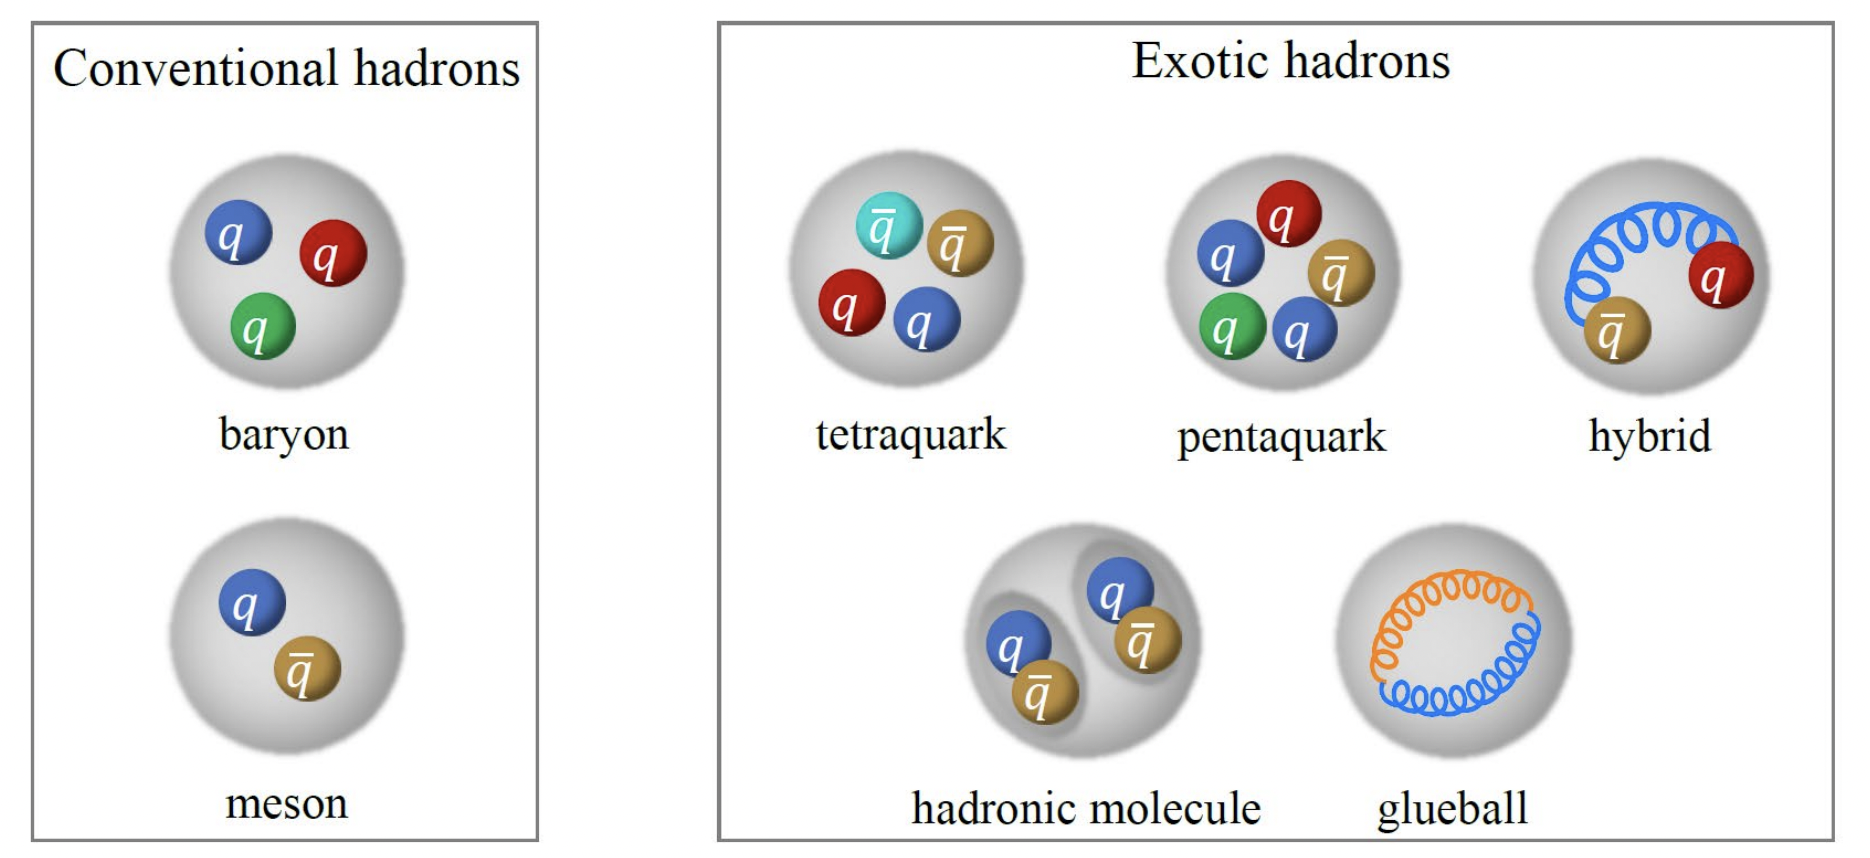 Conventional hadrons
q
q
q
baryon
q
q̅
meson
Exotic hadrons
q̅
q̅
q
q
tetraquark
q
q
q̅
q
q
pentaquark
q
q̅
hybrid
q
q̅
q
q̅
hadronic molecule
glueball